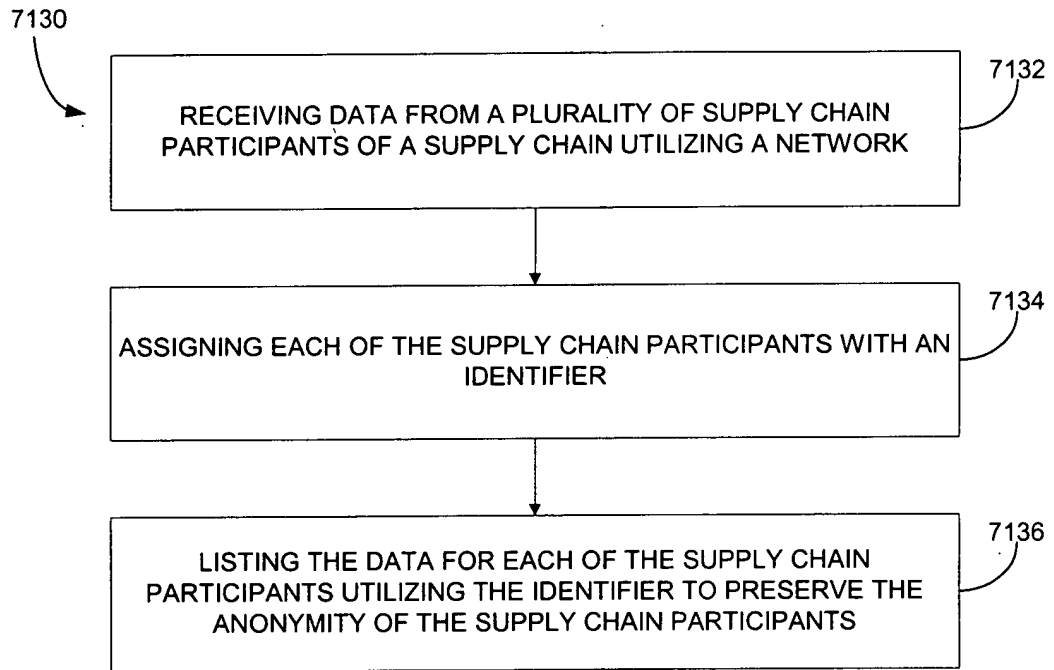 7130
7132
RECEIVING DATA FROM A PLURALITY OF SUPPLY CHAIN
PARTICIPANTS OF A SUPPLY CHAIN UTILIZING A NETWORK
7134
ASSIGNING EACH OF THE SUPPLY CHAIN PARTICIPANTS WITH AN
IDENTIFIER
7136
LISTING THE DATA FOR EACH OF THE SUPPLY CHAIN
PARTICIPANTS UTILIZING THE IDENTIFIER TO PRESERVE THE
ANONYMITY OF THE SUPPLY CHAIN PARTICIPANTS